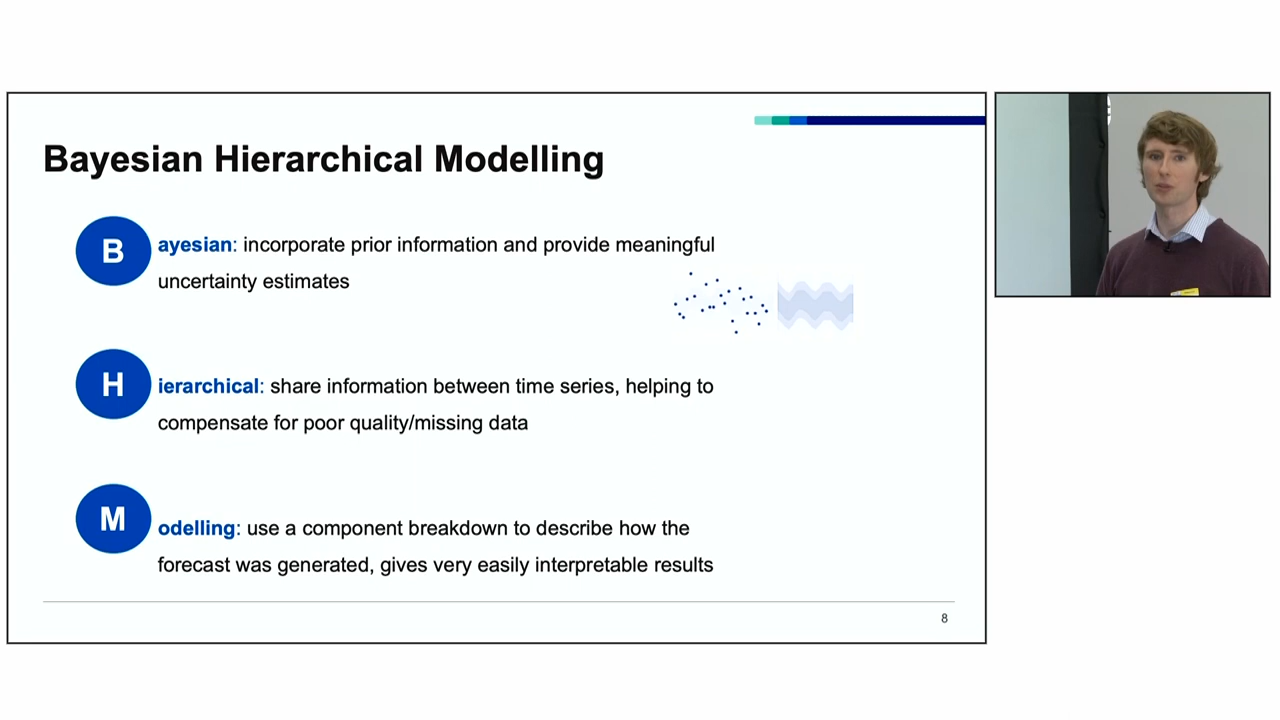 Bayesian Hierarchical Modelling
B ayesian: incorporate prior information and provide meaningful
uncertainty estimates
H ierarchical: share information between time series, helping to
compensate for poor quality/missing data
M odelling: use a component breakdown to describe how the
forecast was generated, gives very easily interpretable results
8